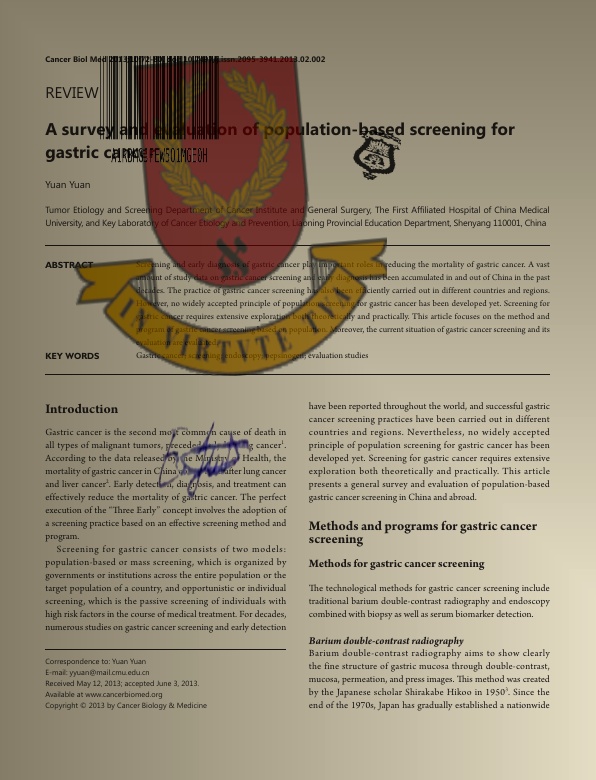 Cancer Biol Med 2013;10:72-80. doi: 10.7497/j.issn.2095-3941.2013.02.002
REVIEW
A survey and evaluation of population-based screening for
gastric cancer
Yuan Yuan
Tumor Etiology and Screening Department of Cancer Institute and General Surgery, The First Affiliated Hospital of China Medical
University, and Key Laboratory of Cancer Etiology and Prevention, Liaoning Provincial Education Department, Shenyang 110001, China
ABSTRACT
Screening and early diagnosis of gastric cancer play important roles in reducing the mortality of gastric cancer. A vast
amount of study data on gastric cancer screening and early diagnosis has been accumulated in and out of China in the past
decades. The practice of gastric cancer screening has also been efficiently carried out in different countries and regions.
However, no widely accepted principle of population screening for gastric cancer has been developed yet. Screening for
gastric cancer requires extensive exploration both theoretically and practically. This article focuses on the method and
program of gastric cancer screening based on population. Moreover, the current situation of gastric cancer screening and its
evaluation are evaluated.
KEY WORDS
Gastric cancer; screening; endoscopy; pepsinogen; evaluation studies
Introduction
Gastric cancer is the second most common cause of death in
all types of malignant tumors, preceded only by lung cancer1.
According to the data released by the Ministry of Health, the
mortality of gastric cancer in China was after lung cancer
and liver cancer2. Early detection, diagnosis, and treatment can
effectively reduce the mortality of gastric cancer. The perfect
execution of the “Three Early” concept involves the adoption of
a screening practice based on an effective screening method and
program.
Screening for gastric cancer consists of two models:
population-based or mass screening, which is organized by
governments or institutions across the entire population or the
target population of a country, and opportunistic or individual
screening, which is the passive screening of individuals with
high risk factors in the course of medical treatment. For decades,
numerous studies on gastric cancer screening and early detection
Correspondence to: Yuan Yuan
E-mail: yyuan@mail.cmu.edu.cn
Received May 12, 2013; accepted June 3, 2013.
Available at www.cancerbiomed.org
Copyright © 2013 by Cancer Biology & Medicine
have been reported throughout the world, and successful gastric
cancer screening practices have been carried out in different
countries and regions. Nevertheless, no widely accepted
principle of population screening for gastric cancer has been
developed yet. Screening for gastric cancer requires extensive
exploration both theoretically and practically. This article
presents a general survey and evaluation of population-based
gastric cancer screening in China and abroad.
Methods and programs for gastric cancer
screening
Methods for gastric cancer screening
The technological methods for gastric cancer screening include
traditional barium double-contrast radiography and endoscopy
combined with biopsy as well as serum biomarker detection.
Barium double-contrast radiography
Barium double-contrast radiography aims to show clearly
the fine structure of gastric mucosa through double-contrast,
mucosa, permeation, and press images. This method was created
by the Japanese scholar Shirakabe Hikoo in 19503. Since the
end of the 1970s, Japan has gradually established a nationwide